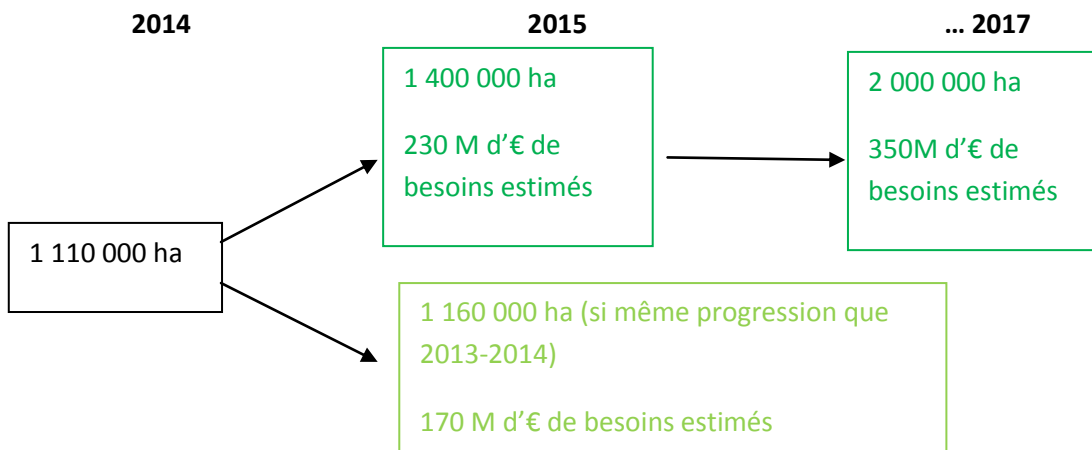 2014
2015
... 2017
1 400 000 ha
230 M d'€ de
besoins estimés
2 000 000 ha
350M d'€ de
besoins estimés
1 110 000 ha
1 160 000 ha (si même progression que
2013-2014)
170 M d'€ de besoins estimés